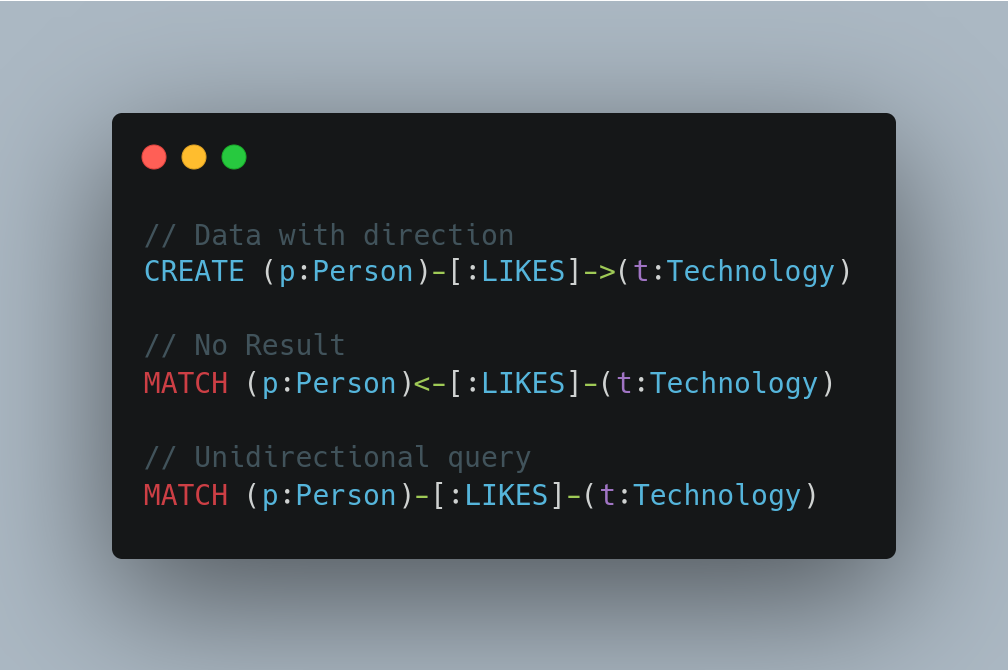 // Data with direction
CREATE (p:Person)-[:LIKES]->(t:Technology)
// No Result
MATCH (p:Person)<-[:LIKES]-(t:Technology)
// Unidirectional query
MATCH (p:Person)-[:LIKES]-(t:Technology)